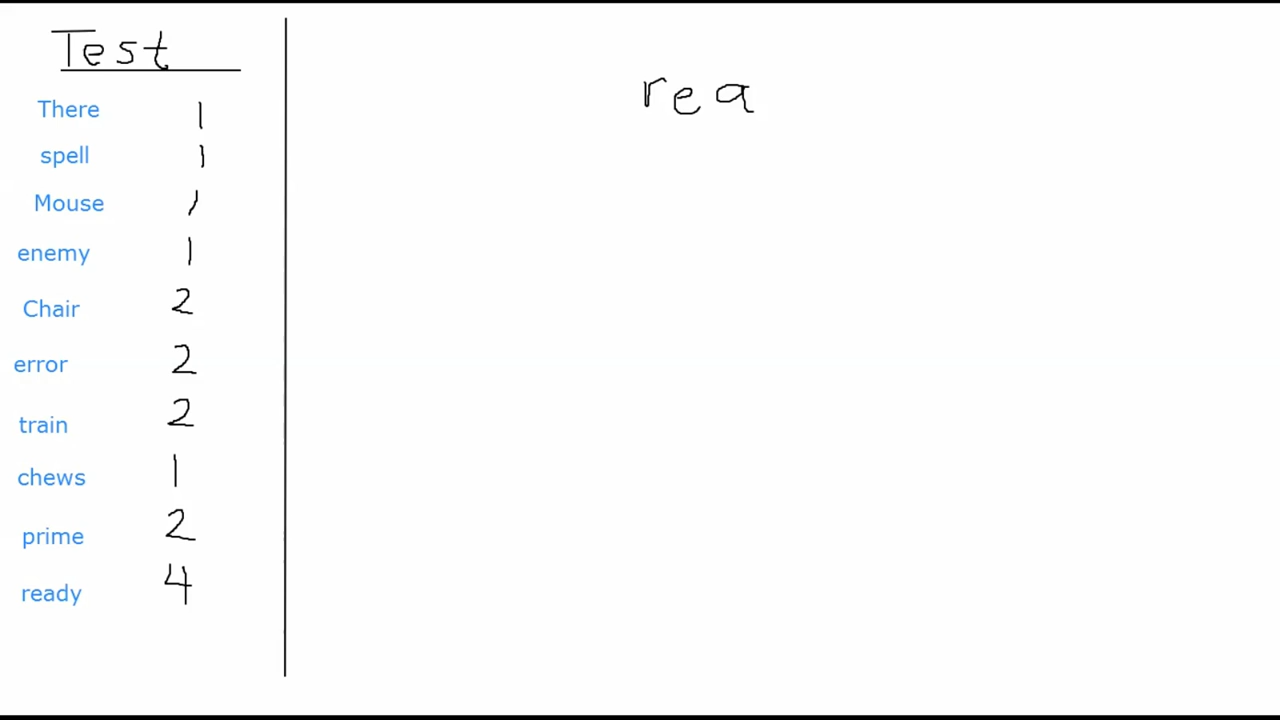 Test
There 1
spell 1
Mouse 1
enemy 1
Chair 2
error 2
train 2
chews 1
prime 2
ready 4
rea